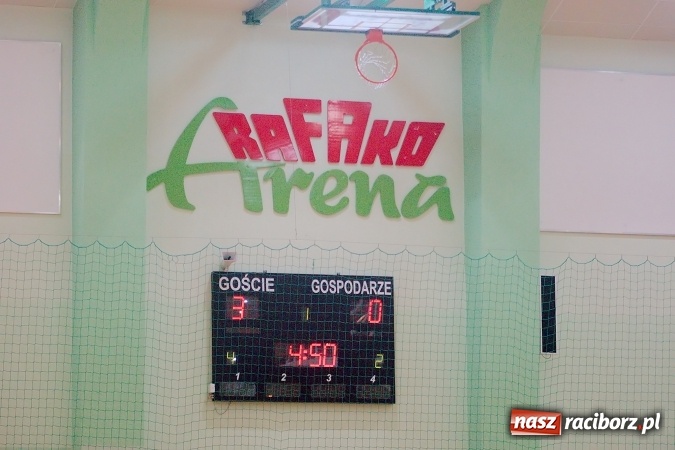 RAFAKO
Arena
GOŚCIE GOSPODARZE
3 1 0
4 4:50 2
1 2 3 4
nasz raciborz.pl